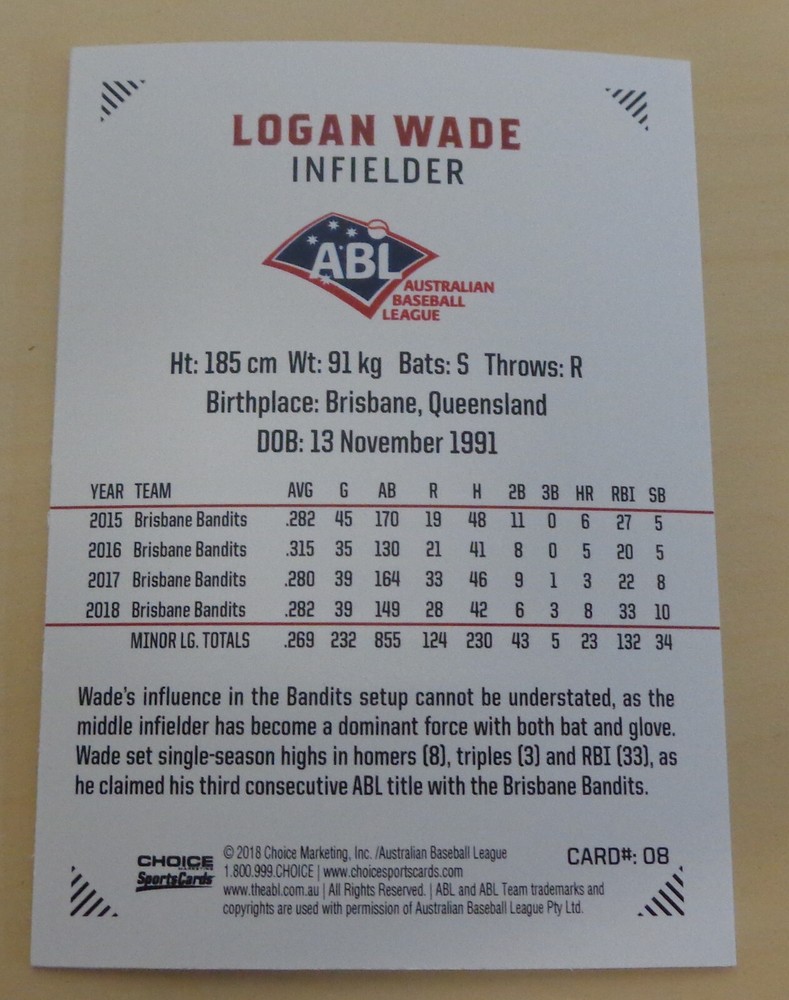 LOGAN WADE
INFIELDER
ABL
AUSTRALIAN
BASEBALL
LEAGUE
Ht: 185 cm Wt: 91 kg Bats: S Throws: R
Birthplace: Brisbane, Queensland
DOB: 13 November 1991
YEAR TEAM AVG G AB R H 2B 3B HR RBI SB
2015 Brisbane Bandits .282 45 170 19 48 11 0 6 27 5
2016 Brisbane Bandits .315 35 130 21 41 8 0 5 20 5
2017 Brisbane Bandits .280 39 164 33 46 9 1 3 22 8
2018 Brisbane Bandits .282 39 149 28 42 6 3 8 33 10
MINOR LG. TOTALS .269 232 855 124 230 43 5 23 132 34
Wade's influence in the Bandits setup cannot be understated, as the
middle infielder has become a dominant force with both bat and glove.
Wade set single-season highs in homers (8), triples (3) and RBI (33), as
he claimed his third consecutive ABL title with the Brisbane Bandits.
CHOICE
MARKETING
SportsCards
© 2018 Choice Marketing, Inc. /Australian Baseball League
1.800.999.CHOICE | www.choicesportscards.com
www.theabl.com.au | All Rights Reserved. | ABL and ABL Team trademarks and
copyrights are used with permission of Australian Baseball League Pty Ltd.
CARD#: 08